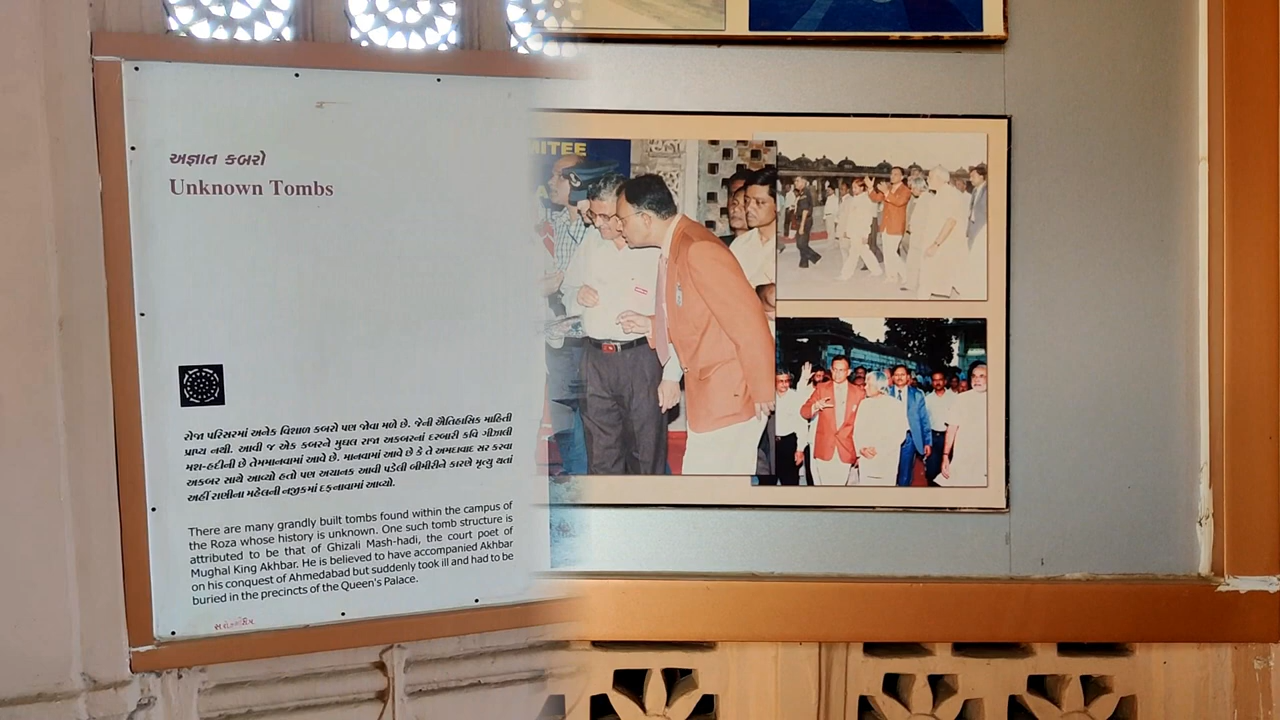 અજ્ઞાત કબરો
Unknown Tombs
રોજા પરિસરમાં અનેક વિશાળ કબરો પણ જોવા મળે છે. જેની ઐતિહાસિક માહિતી
પ્રાપ્ય નથી. આવી જ એક કબરને મુઘલ રાજા અકબરનાં દરબારી કવિ ગીઝાલી
મશ-હદીની છે તેમમાનવામાં આવે છે. માનવામાં આવે છે કે તે અમદાવાદ સર કરવા
અકબર સાથે આવ્યો હતો પણ અચાનક આવી પડેલી બીમીરીને કારણે મૃત્યુ થતાં
અહીં રાણીના મહેલની નજીકમાં દફનાવામાં આવ્યો.
There are many grandly built tombs found within the campus of
the Roza whose history is unknown. One such tomb structure is
attributed to be that of Ghizali Mash-hadi, the court poet of
Mughal King Akhbar. He is believed to have accompanied Akhbar
on his conquest of Ahmedabad but suddenly took ill and had to be
buried in the precincts of the Queen's Palace.